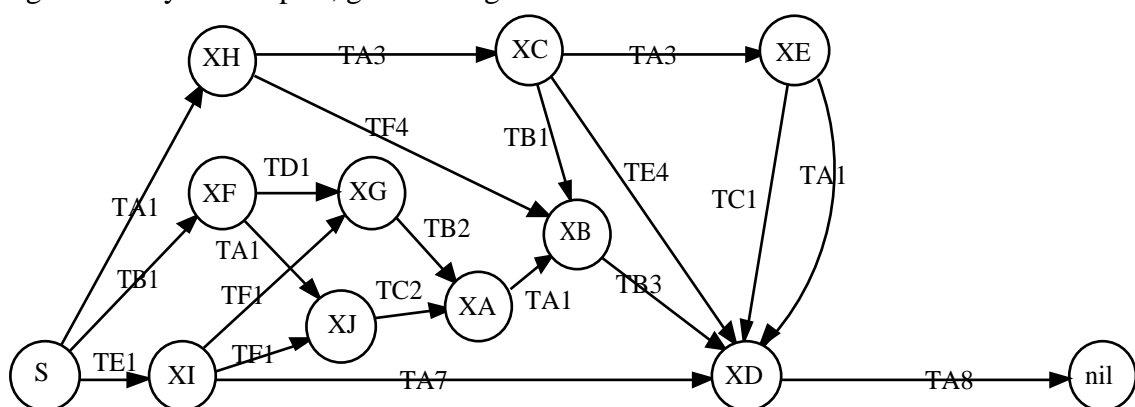 XH
TA3
XC
TA3
XE
TF4
TB1
TE4
TC1
TA1
XF
TD1
XG
TA1
TB1
TA1
TB2
XB
TF1
XJ
TC2
XA
TA1
TB3
S
TE1
XI
TF1
TA7
XD
TA8
nil